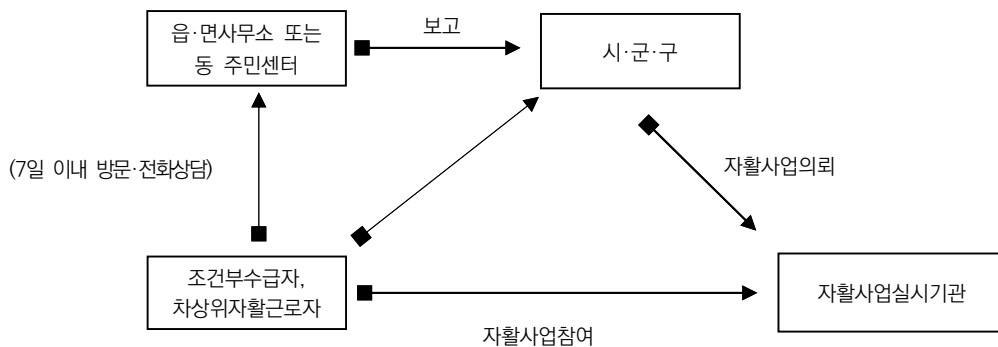 읍·면사무소 또는
동 주민센터
보고
시·군·구
(7일 이내 방문·전화상담)
자활사업의뢰
조건부수급자,
차상위자활근로자
자활사업실시기관
자활사업참여